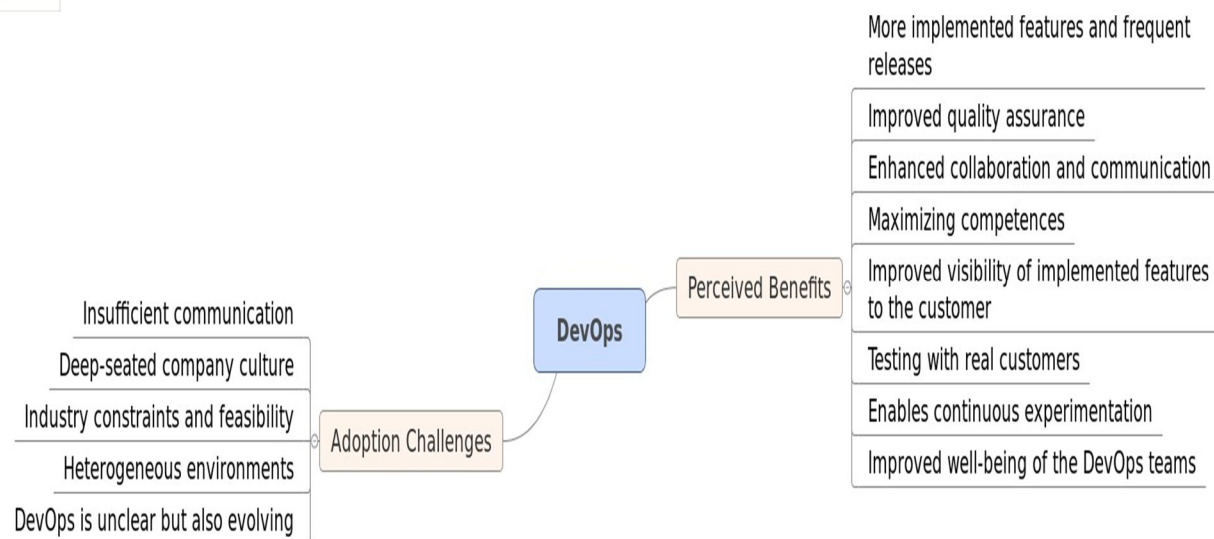 More implemented features and frequent
releases
Improved quality assurance
Enhanced collaboration and communication
Maximizing competences
Improved visibility of implemented features
to the customer
Testing with real customers
Enables continuous experimentation
Improved well-being of the DevOps teams
Perceived Benefits
DevOps
Adoption Challenges
Insufficient communication
Deep-seated company culture
Industry constraints and feasibility
Heterogeneous environments
DevOps is unclear but also evolving